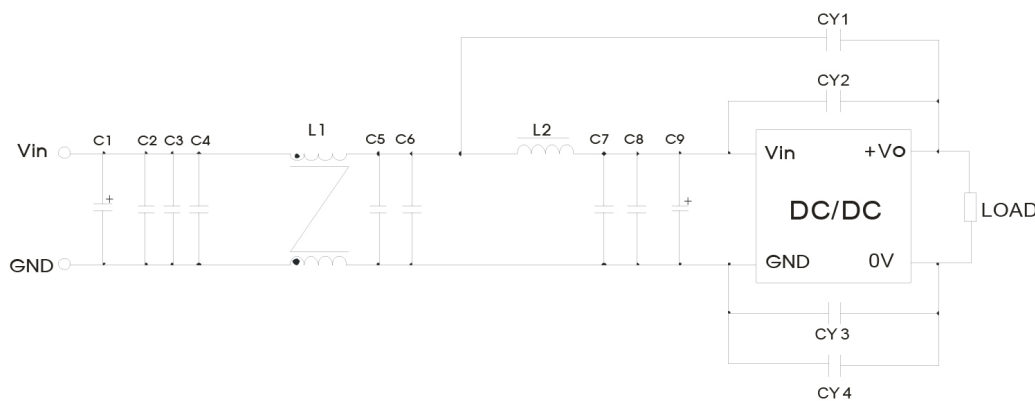 CY1
CY2
C1 C2 C3 C4 L1 C5 C6 L2 C7 C8 C9
Vin Vin +Vo
+ + DC/DC LOAD
GND GND 0V
CY3
CY4